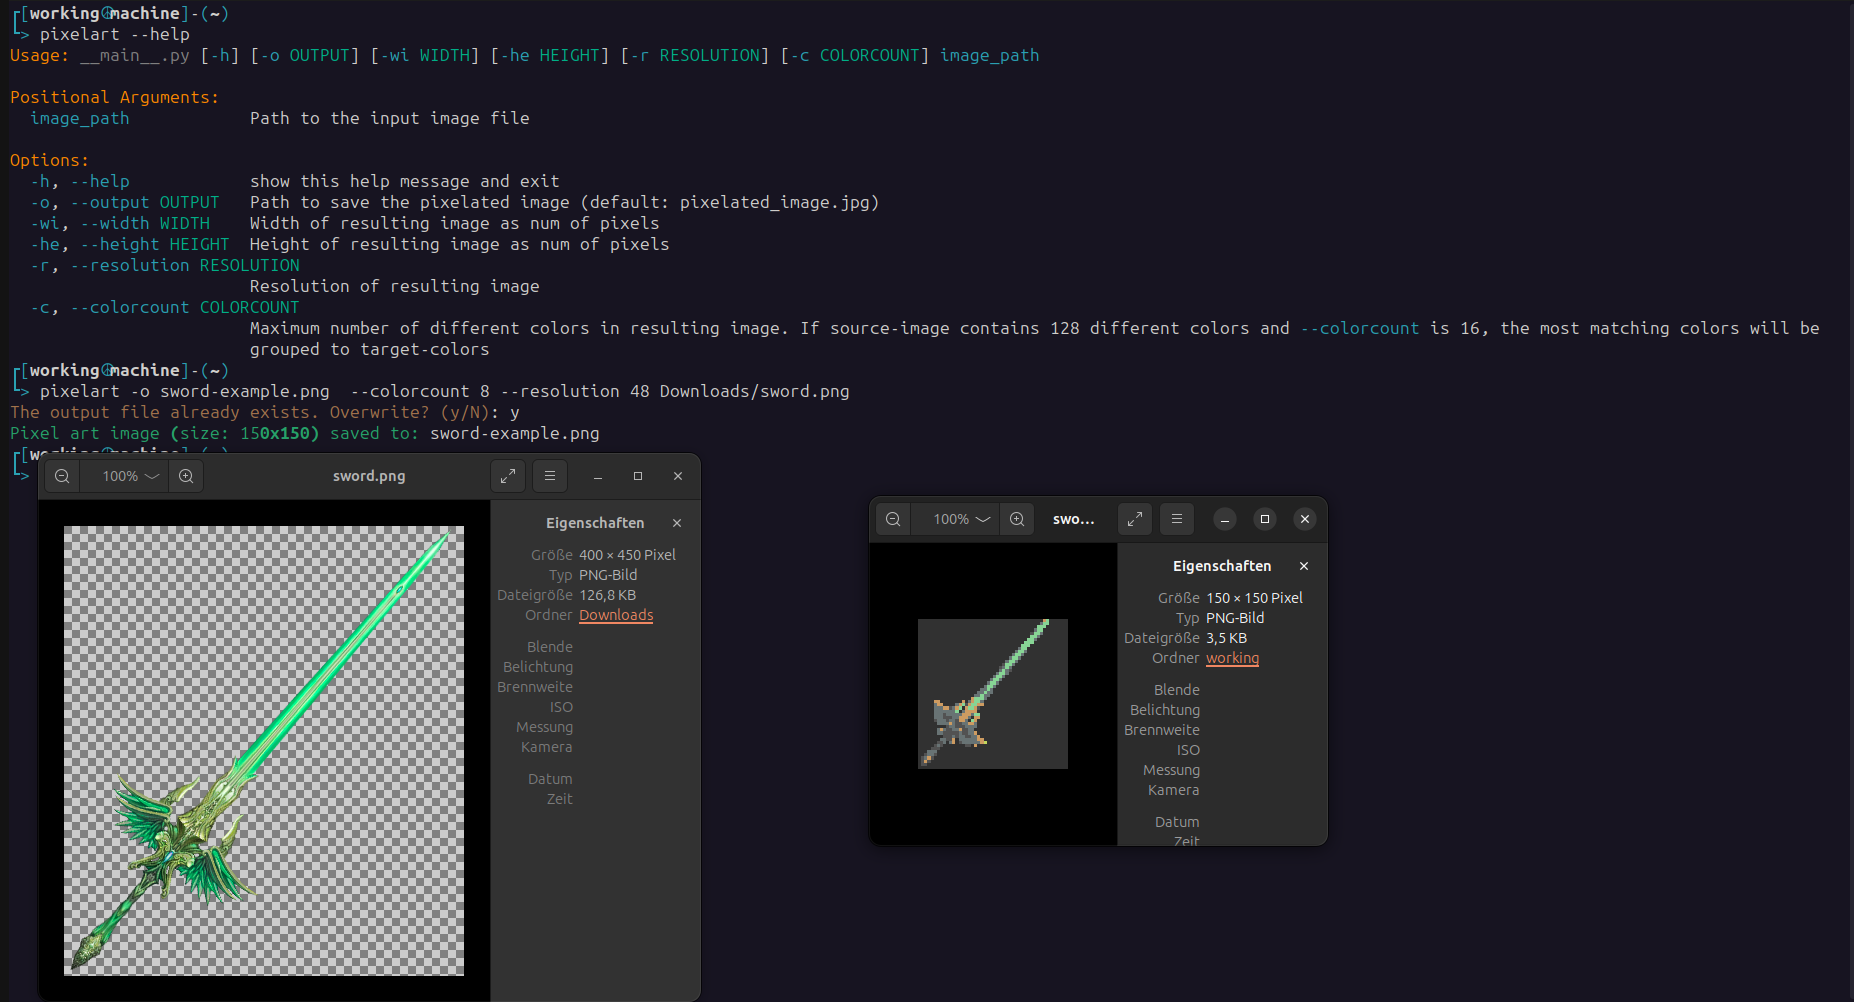 [working☮machine]-(~)
> pixelart --help
Usage: __main__.py [-h] [-o OUTPUT] [-wi WIDTH] [-he HEIGHT] [-r RESOLUTION] [-c COLORCOUNT] image_path
Positional Arguments:
image_path Path to the input image file
Options:
-h, --help show this help message and exit
-o, --output OUTPUT Path to save the pixelated image (default: pixelated_image.jpg)
-wi, --width WIDTH Width of resulting image as num of pixels
-he, --height HEIGHT Height of resulting image as num of pixels
-r, --resolution RESOLUTION
Resolution of resulting image
-c, --colorcount COLORCOUNT
Maximum number of different colors in resulting image. If source-image contains 128 different colors and --colorcount is 16, the most matching colors will be
grouped to target-colors
[working☮machine]-(~)
> pixelart -o sword-example.png  --colorcount 8 --resolution 48 Downloads/sword.png
The output file already exists. Overwrite? (y/N): y
Pixel art image (size: 150x150) saved to: sword-example.png
>
100%
sword.png
Eigenschaften
Größe 400 × 450 Pixel
Typ PNG-Bild
Dateigröße 126,8 KB
Ordner Downloads
Blende
Belichtung
Brennweite
ISO
Messung
Kamera
Datum
Zeit
100%
swo...
Eigenschaften
Größe 150 × 150 Pixel
Typ PNG-Bild
Dateigröße 3,5 KB
Ordner working
Blende
Belichtung
Brennweite
ISO
Messung
Kamera
Datum
Zeit